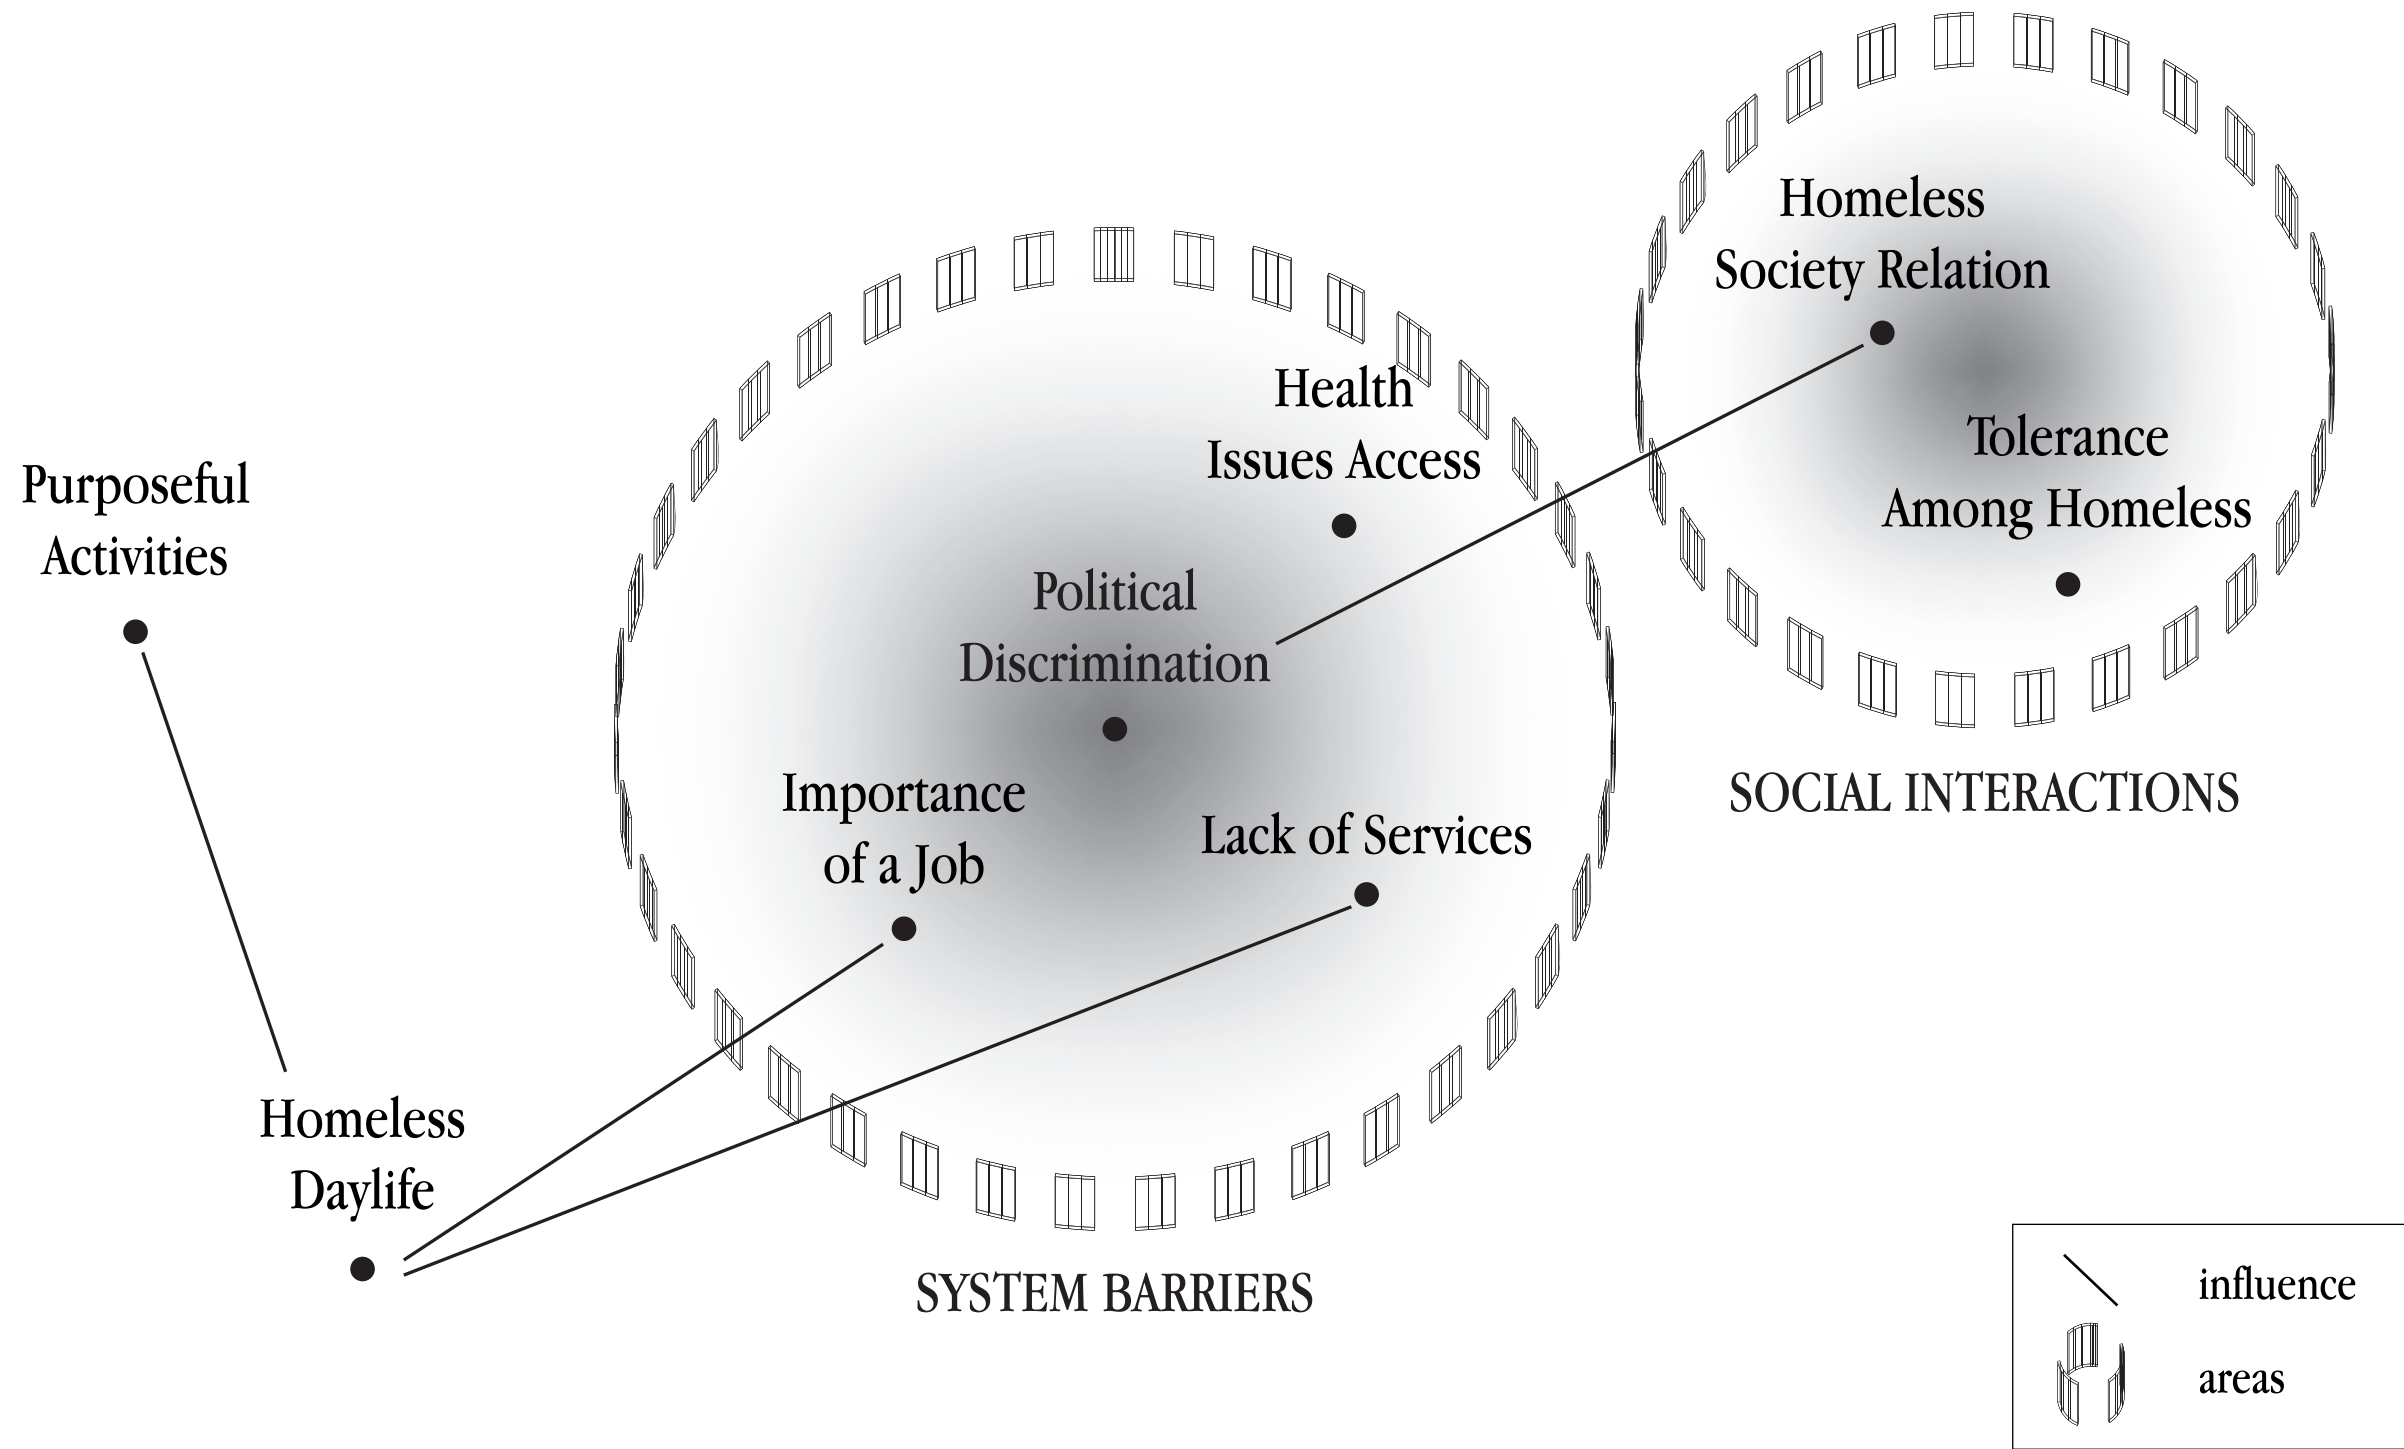 Homeless
Society Relation
Tolerance
Among Homeless
SOCIAL INTERACTIONS
Health
Issues Access
Political
Discrimination
Importance
of a Job
Lack of Services
SYSTEM BARRIERS
Purposeful
Activities
Homeless
Daylife
influence
areas